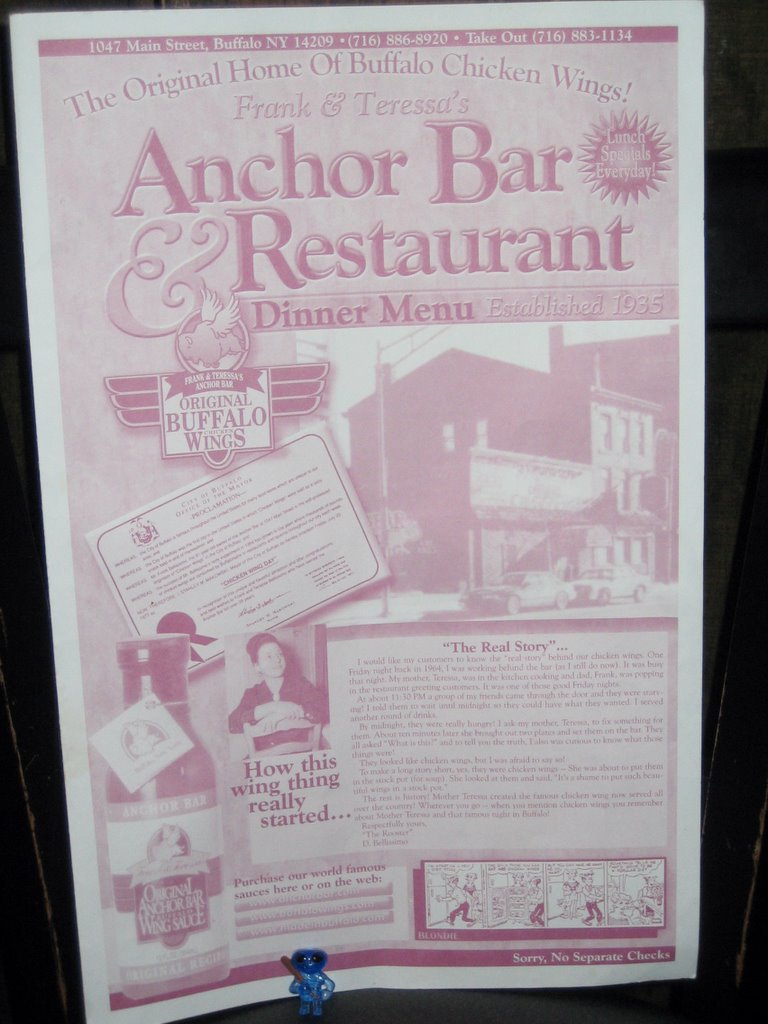 1047 Main Street, Buffalo NY 14209 • (716) 886-8920 • Take Out (716) 883-1134
The Original Home Of Buffalo Chicken Wings!
Frank & Teressa's
Anchor Bar
& Restaurant
Lunch
Specials
Everyday!
Dinner Menu Established 1935
FRANK & TERESSA'S
ANCHOR BAR
ORIGINAL
BUFFALO
CHICKEN
WINGS
CITY OF BUFFALO
OFFICE OF THE MAYOR
PROCLAMATION
"CHICKEN WING DAY"
"The Real Story"...
I would like my customers to know the "real story" behind our chicken wings. One
Friday night back in 1964, I was working behind the bar (as I still do now). It was busy
that night. My mother, Teressa, was in the kitchen cooking and dad, Frank, was popping
in the restaurant greeting customers. It was one of those good Friday nights.
At about 11:30 PM a group of my friends came through the door and they were starv-
ing! I told them to wait until midnight so they could have what they wanted. I served
another round of drinks.
By midnight, they were really hungry! I ask my mother, Teressa, to fix something for
them. About ten minutes later she brought out two plates and set them on the bar. They
all asked "What is this?" and to tell you the truth, I also was curious to know what those
things were!
They looked like chicken wings, but I was afraid to say so!
To make a long story short, yes, they were chicken wings -- She was about to put them
in the stock pot (for soup). She looked at them and said, "It's a shame to put such beau-
tiful wings in a stock pot."
The rest is history! Mother Teressa created the famous chicken wing now served all
over the country! Wherever you go -- when you mention chicken wings you remember
about Mother Teressa and that famous night in Buffalo!
Respectfully yours,
"The Rooster"
D. Bellissimo
How this
wing thing
really
started...
ANCHOR BAR
ORIGINAL
ANCHOR BAR
BUFFALO
WING SAUCE
ORIGINAL RECIPE
Purchase our world famous
sauces here or on the web:
www.anchorbar.com
www.buffalowings.com
BLONDIE
Sorry, No Separate Checks